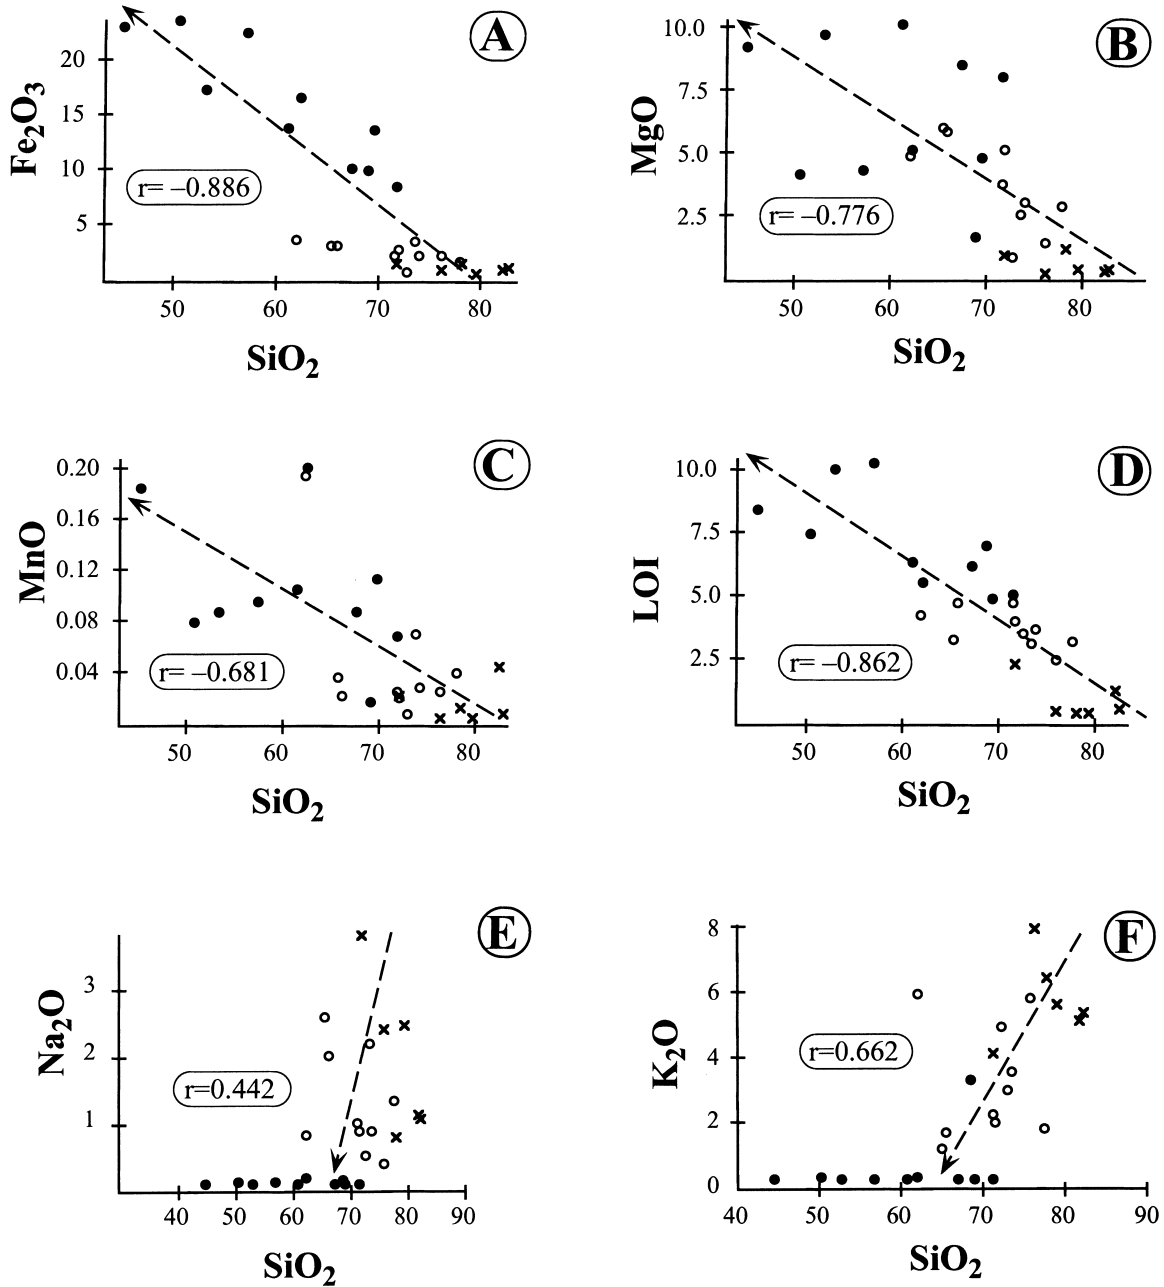 A
Fe₂O₃
20
15
10
5
r= –0.886
50 60 70 80
SiO₂
B
MgO
10.0
7.5
5.0
2.5
r= –0.776
50 60 70 80
SiO₂
C
MnO
0.20
0.16
0.12
0.08
0.04
r= –0.681
50 60 70 80
SiO₂
D
LOI
10.0
7.5
5.0
2.5
r= –0.862
50 60 70 80
SiO₂
E
Na₂O
3
2
1
r=0.442
40 50 60 70 80 90
SiO₂
F
K₂O
8
6
4
2
0
r=0.662
40 50 60 70 80 90
SiO₂